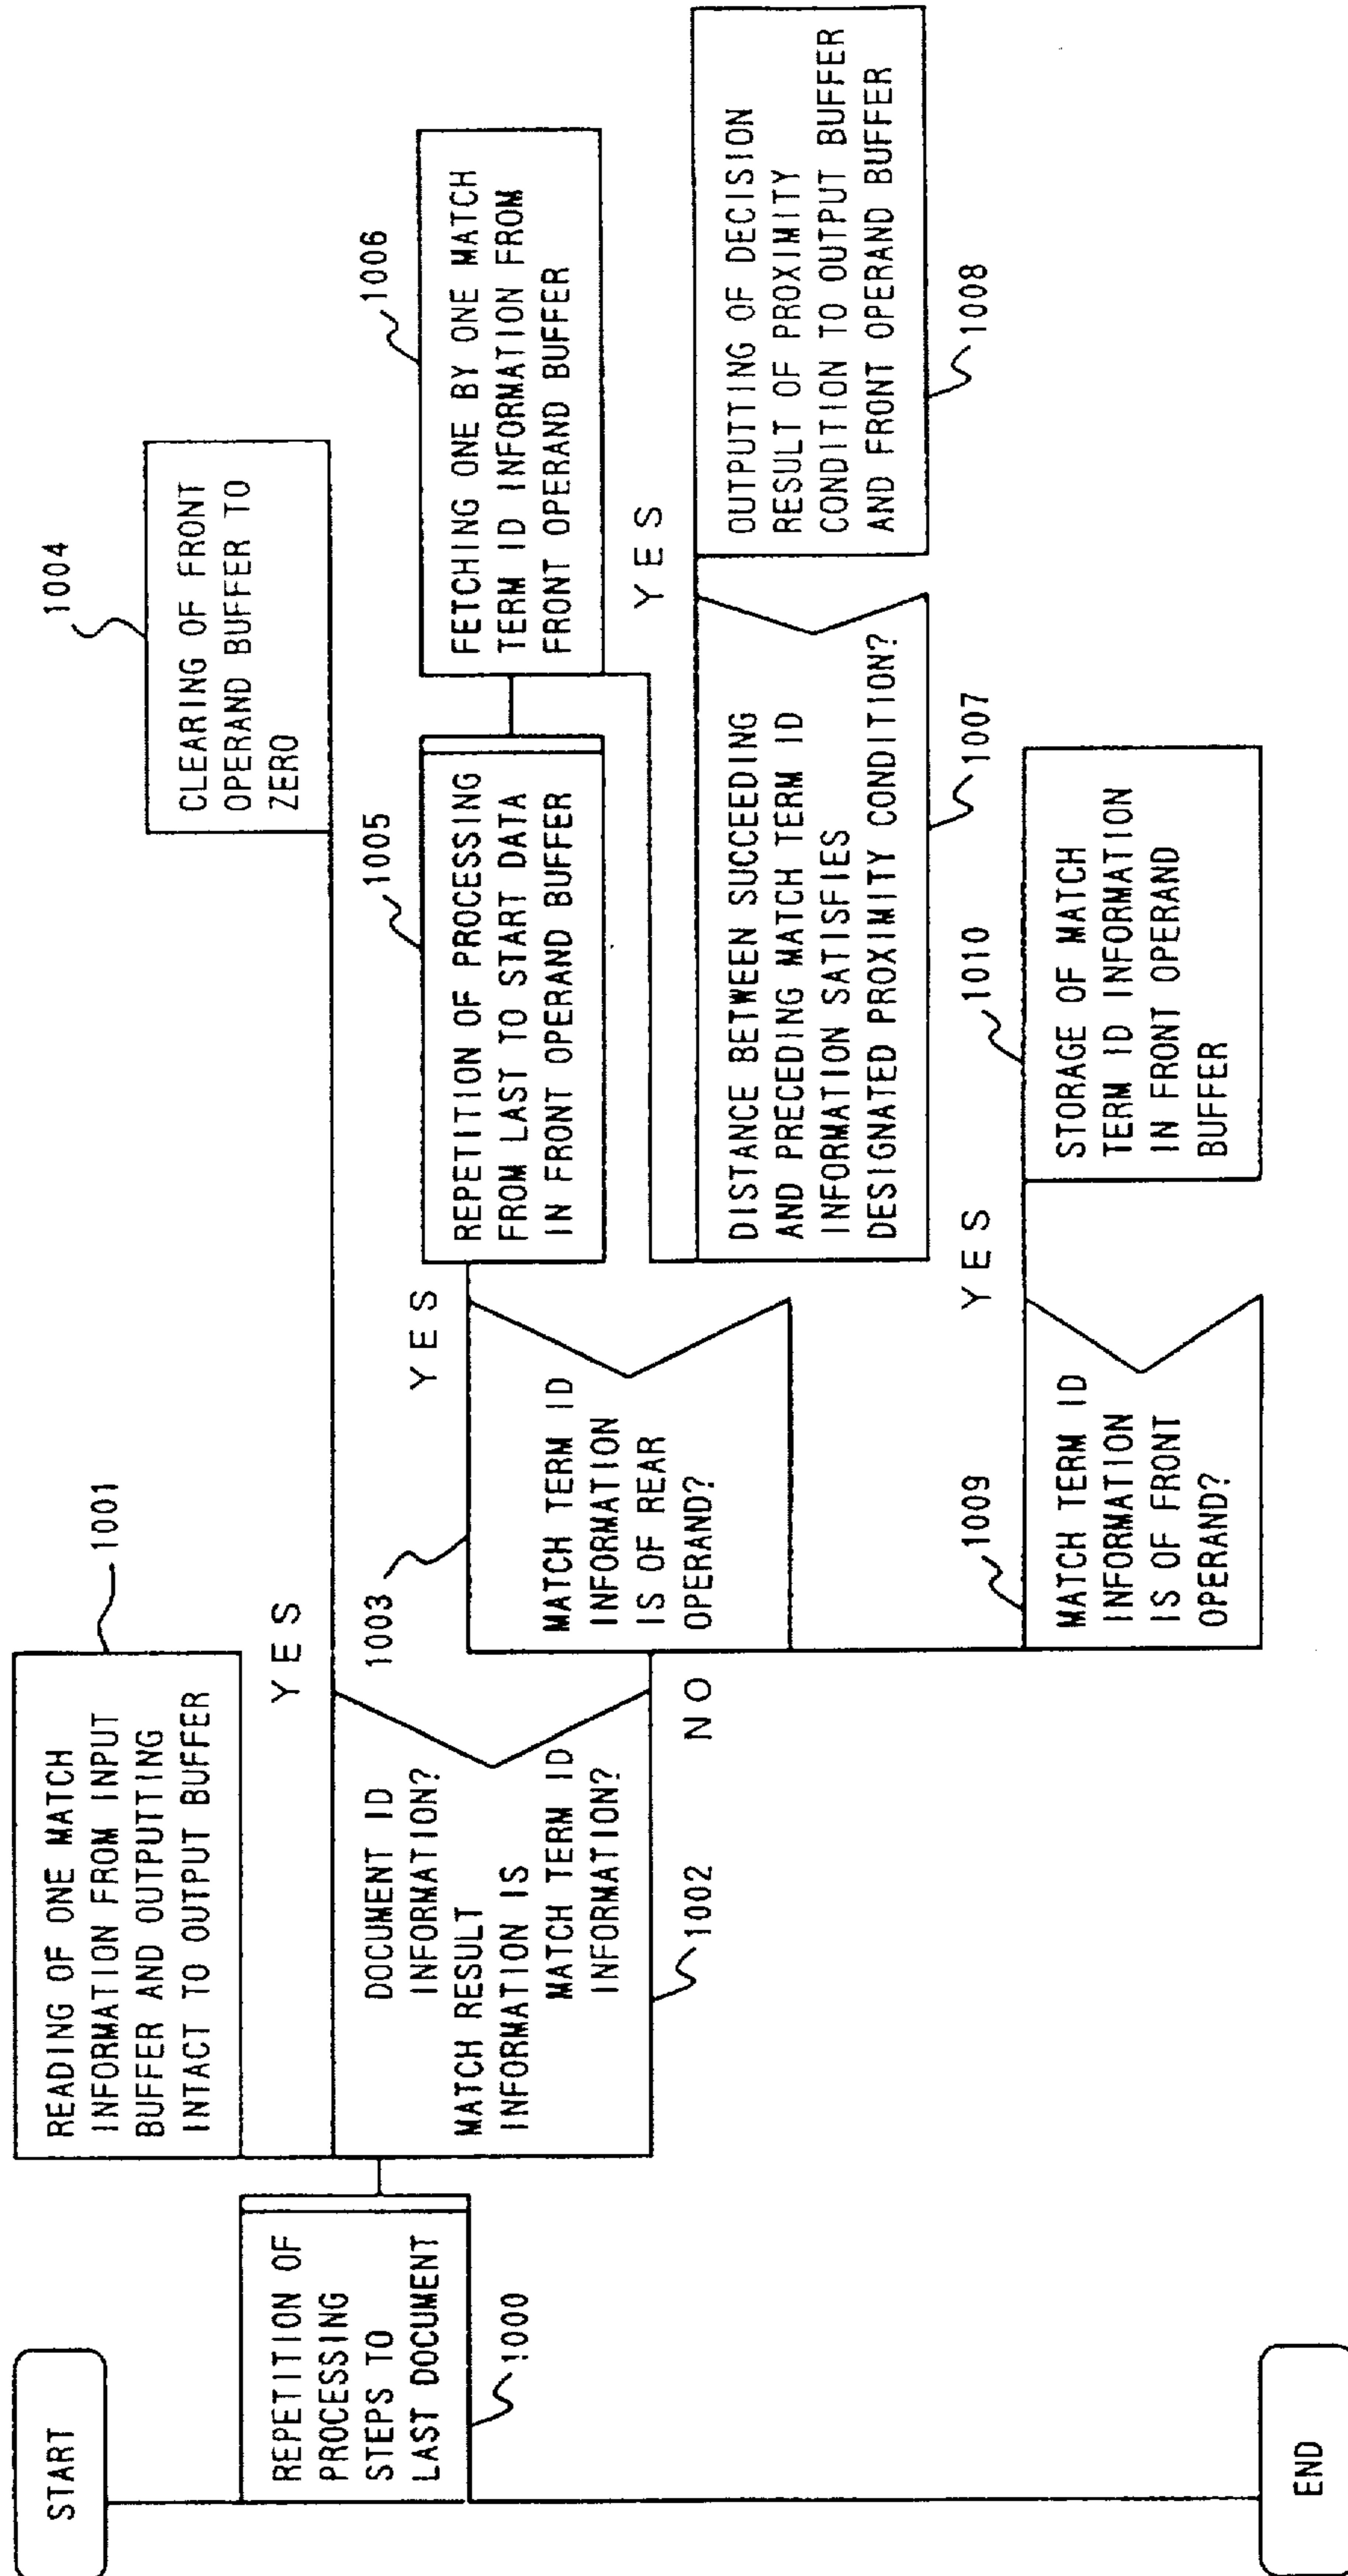 START
REPETITION OF
PROCESSING
STEPS TO
LAST DOCUMENT
1000
READING OF ONE MATCH
INFORMATION FROM INPUT
BUFFER AND OUTPUTTING
INTACT TO OUTPUT BUFFER
1001
DOCUMENT ID
INFORMATION?
MATCH RESULT
INFORMATION IS
MATCH TERM ID
INFORMATION?
1002
YES
NO
CLEARING OF FRONT
OPERAND BUFFER TO
ZERO
1004
1003
MATCH TERM ID
INFORMATION
IS OF REAR
OPERAND?
YES
REPETITION OF PROCESSING
FROM LAST TO START DATA
IN FRONT OPERAND BUFFER
1005
FETCHING ONE BY ONE MATCH
TERM ID INFORMATION FROM
FRONT OPERAND BUFFER
1006
DISTANCE BETWEEN SUCCEEDING
AND PRECEDING MATCH TERM ID
INFORMATION SATISFIES
DESIGNATED PROXIMITY CONDITION?
1007
YES
OUTPUTTING OF DECISION
RESULT OF PROXIMITY
CONDITION TO OUTPUT BUFFER
AND FRONT OPERAND BUFFER
1008
1009
MATCH TERM ID
INFORMATION
IS OF FRONT
OPERAND?
YES
1010
STORAGE OF MATCH
TERM ID INFORMATION
IN FRONT OPERAND
BUFFER
END